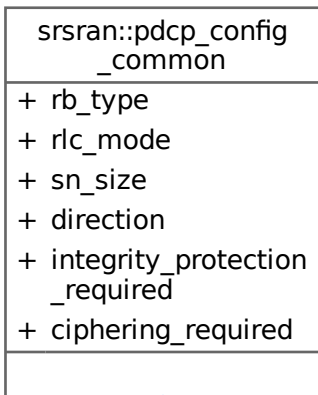 srsran::pdcp_config
_common
+ rb_type
+ rlc_mode
+ sn_size
+ direction
+ integrity_protection
_required
+ ciphering_required